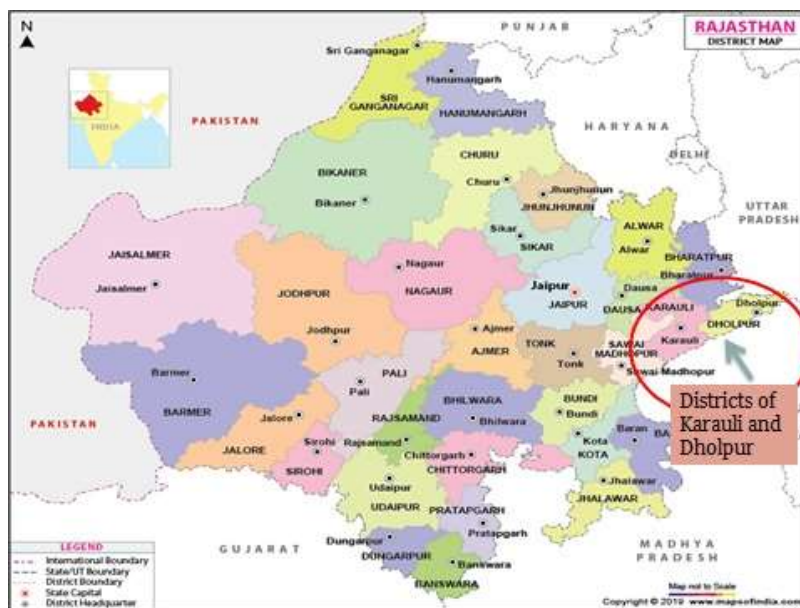 N
PUNJAB
RAJASTHAN
DISTRICT MAP
Sri Ganganagar
Hanumangarh
SRI
GANGANAGAR
HANUMANGARH
INDIA
PAKISTAN
HARYANA
DELHI
UTTAR
PRADESH
BIKANER
Bikaner
CHURU
Churu
Jhunjhunun
JHUNJHUNUN
Sikar
SIKAR
ALWAR
Alwar
BHARATPUR
Bharatpur
JAISALMER
Jaisalmer
JODHPUR
Jodhpur
Nagaur
NAGAUR
Jaipur
JAIPUR
Dausa
DAUSA
KARAULI
Karauli
Dholpur
DHOLPUR
Ajmer
AJMER
TONK
Tonk
SAWAI
MADHOPUR
Sawai Madhopur
Barmer
BARMER
PALI
Pali
Jalore
JALORE
Sirohi
SIROHI
RAJSAMAND
Rajsamand
BHILWARA
Bhilwara
BUNDI
Bundi
Kota
KOTA
Baran
BA
Districts of
Karauli and
Dholpur
Chittorgarh
CHITTORGARH
Udaipur
UDAIPUR
PRATAPGARH
Pratapgarh
Jhalawar
JHALAWAR
PAKISTAN
GUJARAT
Dungarpur
DUNGARPUR
Banswara
BANSWARA
MADHYA
PRADESH
LEGEND
International Boundary
State/UT Boundary
District Boundary
State Capital
District Headquarter
Map not to Scale
Copyright © 2019 www.mapsofindia.com